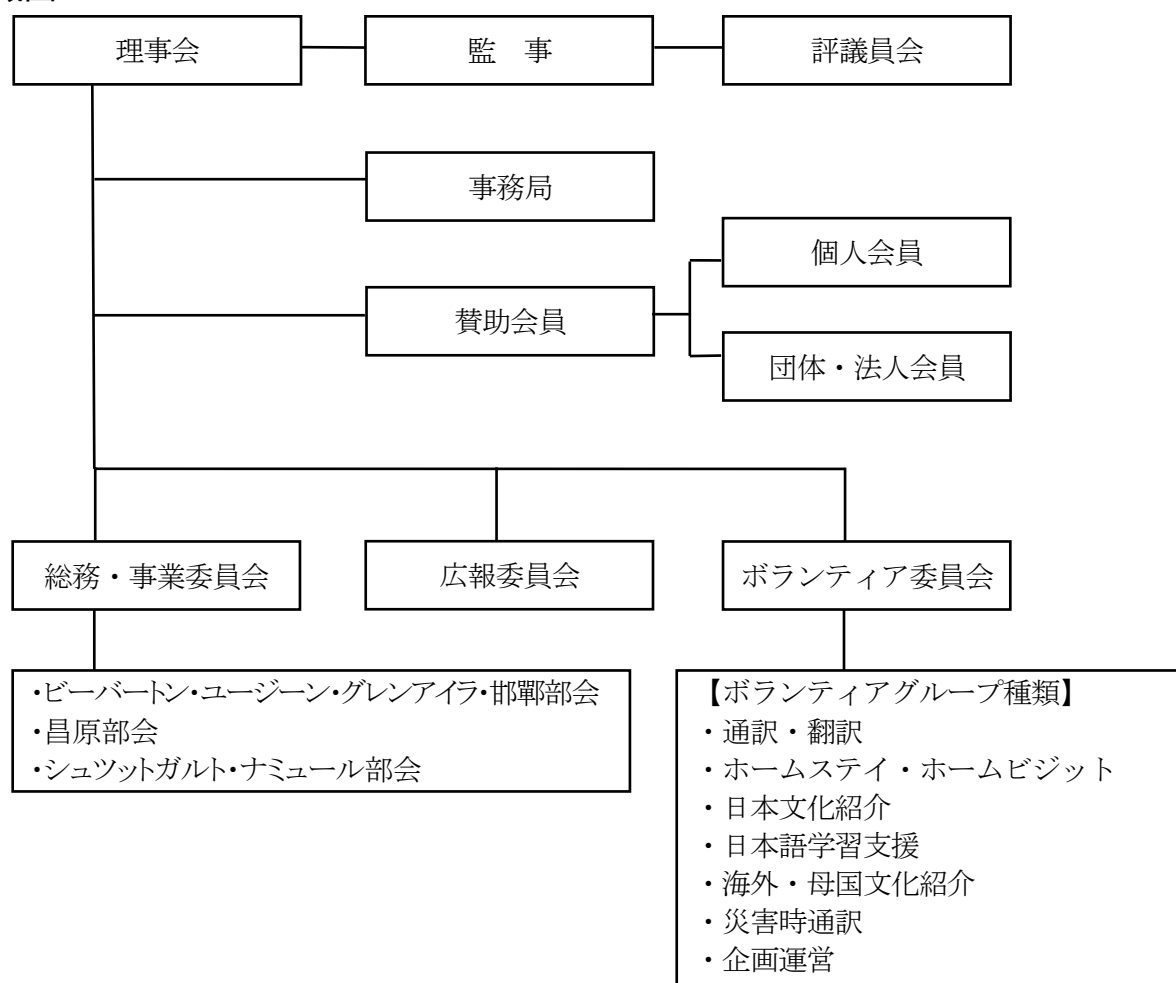 理事会
監　事
評議員会
事務局
個人会員
賛助会員
団体・法人会員
総務・事業委員会
広報委員会
ボランティア委員会
・ビーバートン・ユージーン・グレンアイラ・邯鄲部会
・昌原部会
・シュツットガルト・ナミュール部会
【ボランティアグループ種類】
・通訳・翻訳
・ホームステイ・ホームビジット
・日本文化紹介
・日本語学習支援
・海外・母国文化紹介
・災害時通訳
・企画運営